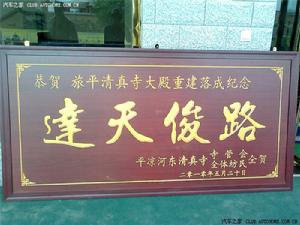 汽车之家 CLUB.AUTOHOME.COM.CN
恭贺 旅平清真寺大殿重建落成纪念
達天俊路
平凉河东清真寺 寺管会 全体坊民 仝贺
二〇一〇年五月二十日
汽车之家 CLUB.AUTOHOME.COM.CN